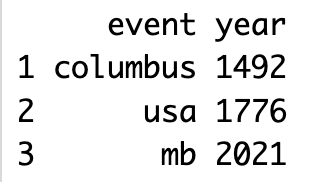 event year
1 columbus 1492
2 usa 1776
3 mb 2021